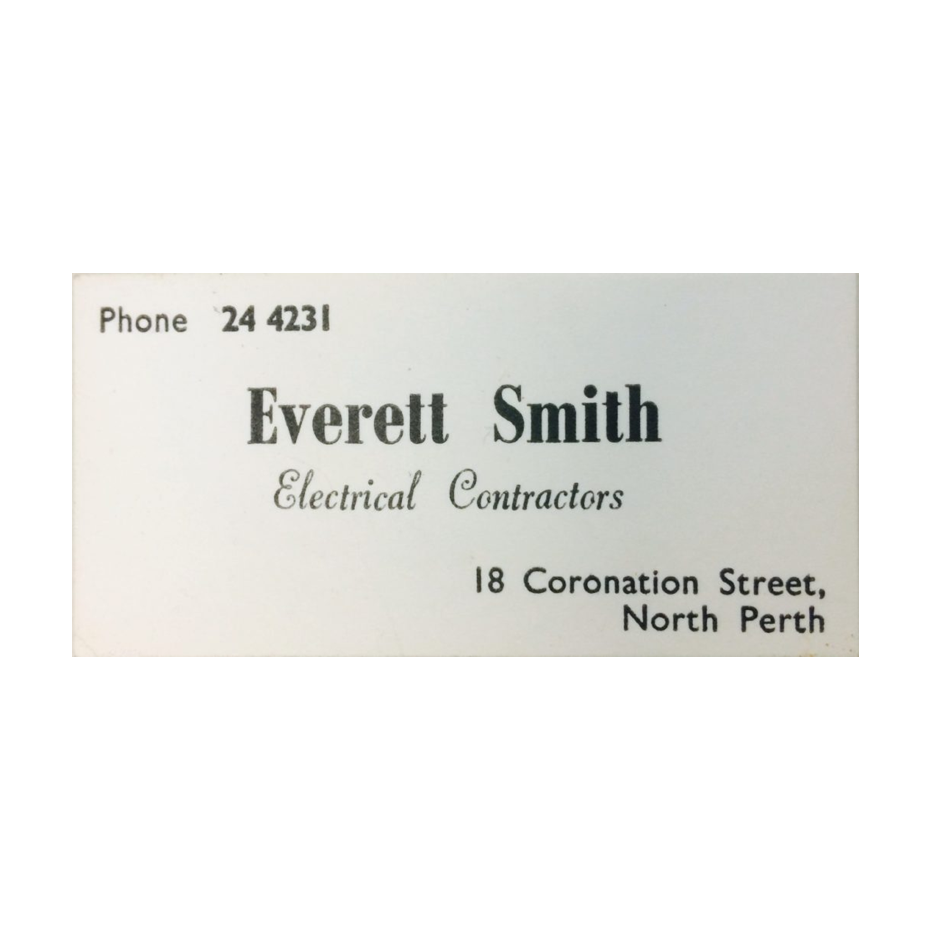 Phone 24 4231
Everett Smith
Electrical Contractors
18 Coronation Street,
North Perth